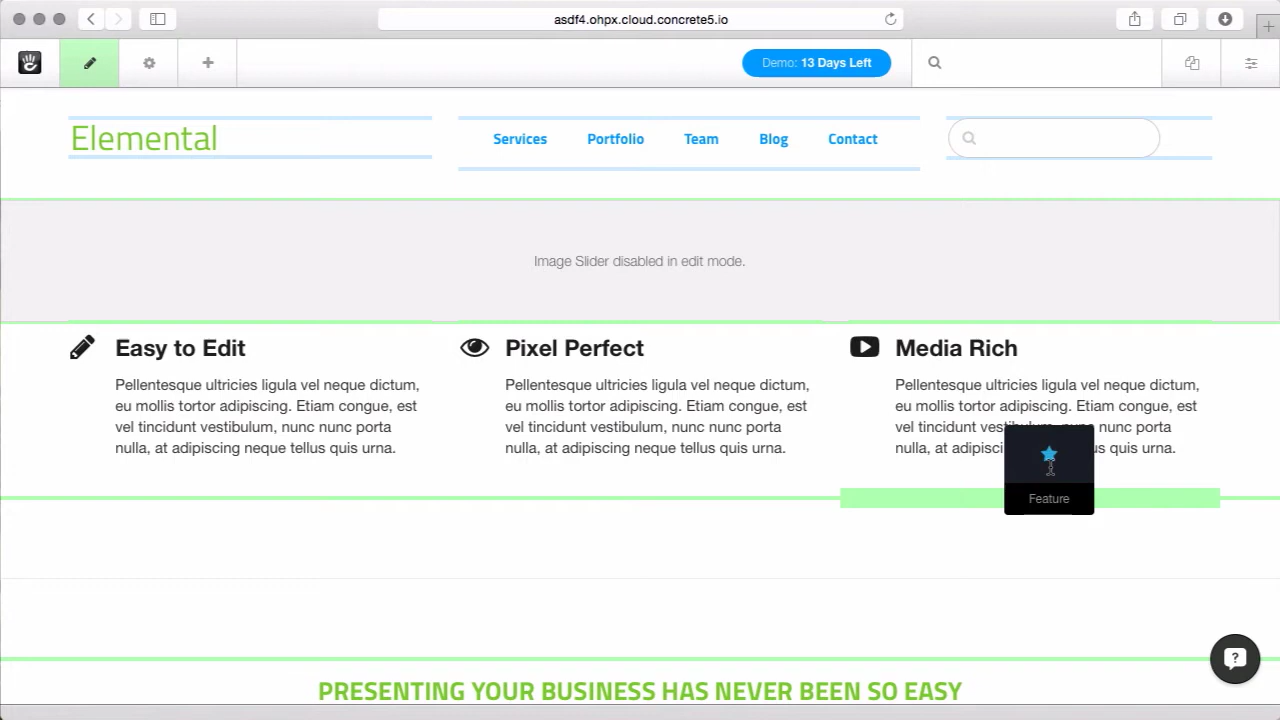 asdf4.ohpx.cloud.concrete5.io
Demo: 13 Days Left
Elemental
Services Portfolio Team Blog Contact
Image Slider disabled in edit mode.
Easy to Edit
Pellentesque ultricies ligula vel neque dictum,
eu mollis tortor adipiscing. Etiam congue, est
vel tincidunt vestibulum, nunc nunc porta
nulla, at adipiscing neque tellus quis urna.
Pixel Perfect
Pellentesque ultricies ligula vel neque dictum,
eu mollis tortor adipiscing. Etiam congue, est
vel tincidunt vestibulum, nunc nunc porta
nulla, at adipiscing neque tellus quis urna.
Media Rich
Pellentesque ultricies ligula vel neque dictum,
eu mollis tortor adipiscing. Etiam congue, est
vel tincidunt vestibulum, nunc nunc porta
nulla, at quis urna.
Feature
PRESENTING YOUR BUSINESS HAS NEVER BEEN SO EASY